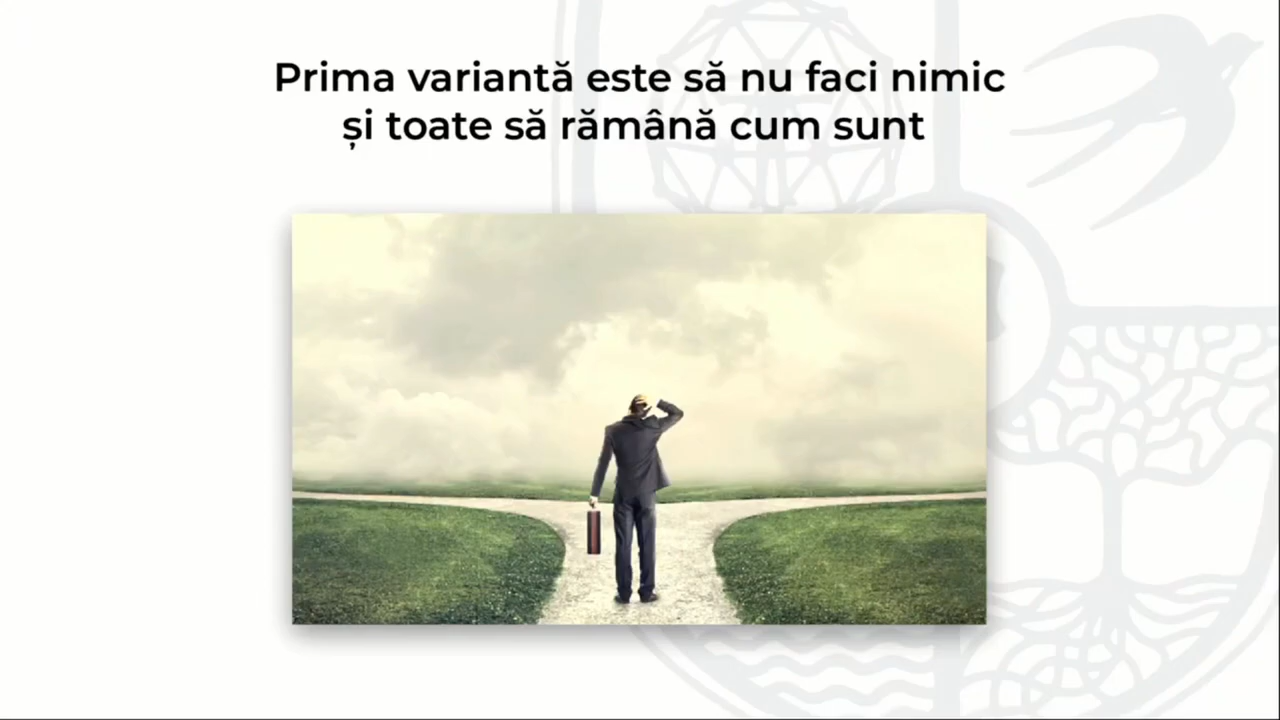 Prima variantă este să nu faci nimic
și toate să rămână cum sunt